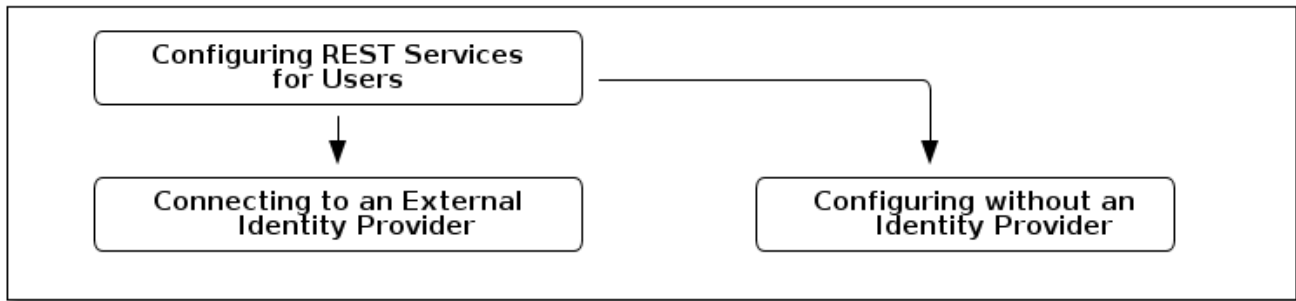 Configuring REST Services
for Users
Connecting to an External
Identity Provider
Configuring without an
Identity Provider